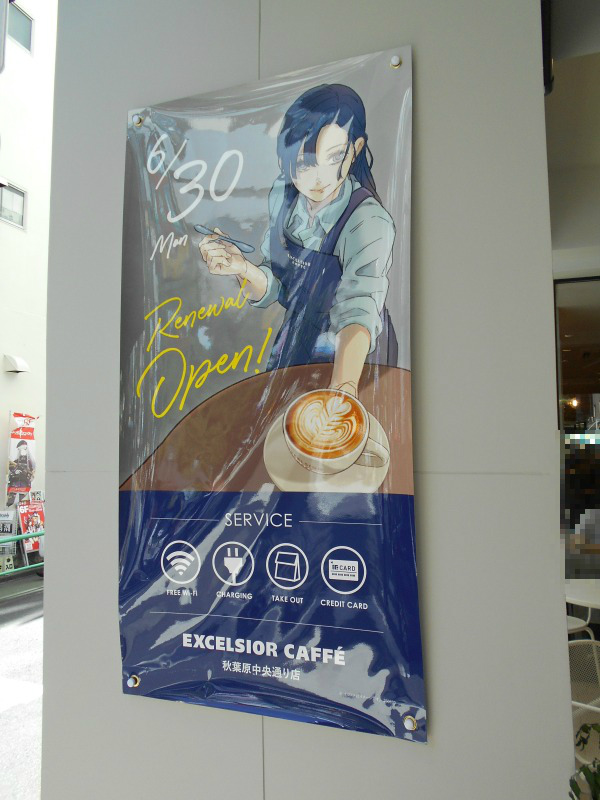 6/30
Mon
Renewal
Open!
SERVICE
FREE Wi-Fi
CHARGING
TAKE OUT
CARD
CREDIT CARD
EXCELSIOR CAFFÉ
秋葉原中央通り店